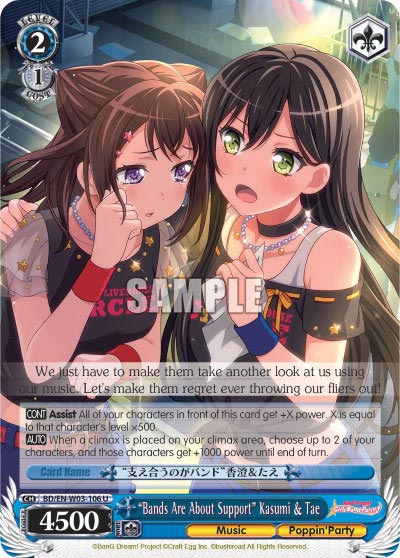 LEVEL
2
1
COST
SAMPLE
We just have to make them take another look at us using
our music. Let's make them regret ever throwing our fliers out!
CONT Assist All of your characters in front of this card get +X power. X is equal
to that character's level ×500.
AUTO When a climax is placed on your climate area, choose up to 2 of your
characters, and those characters get +1000 power until end of turn.
Card Name
"支え合うのがバンド"香澄&たえ
CH
BD/EN-W03-106 U
POWER
4500
SOUL
"Bands Are About Support" Kasumi & Tae
Music
Poppin'Party
©BanG Dream! Project ©Craft Egg Inc. ©bushiroad All Rights Reserved.